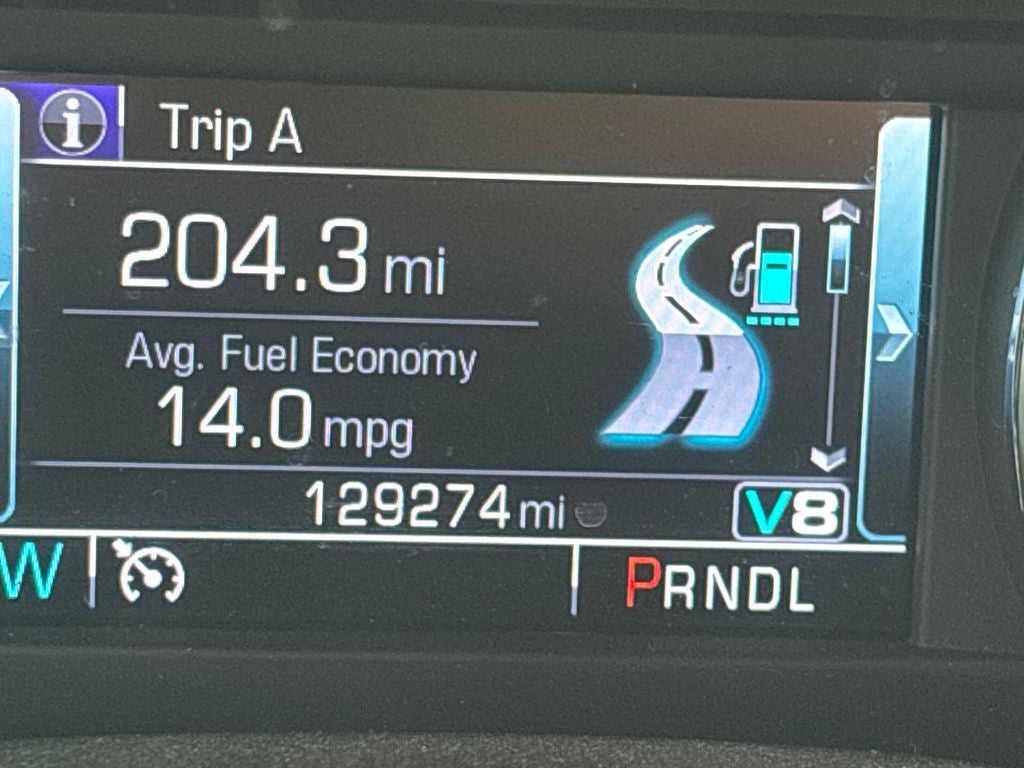 i Trip A
204.3 mi
Avg. Fuel Economy
14.0 mpg
129274 mi V8
W PRNDL